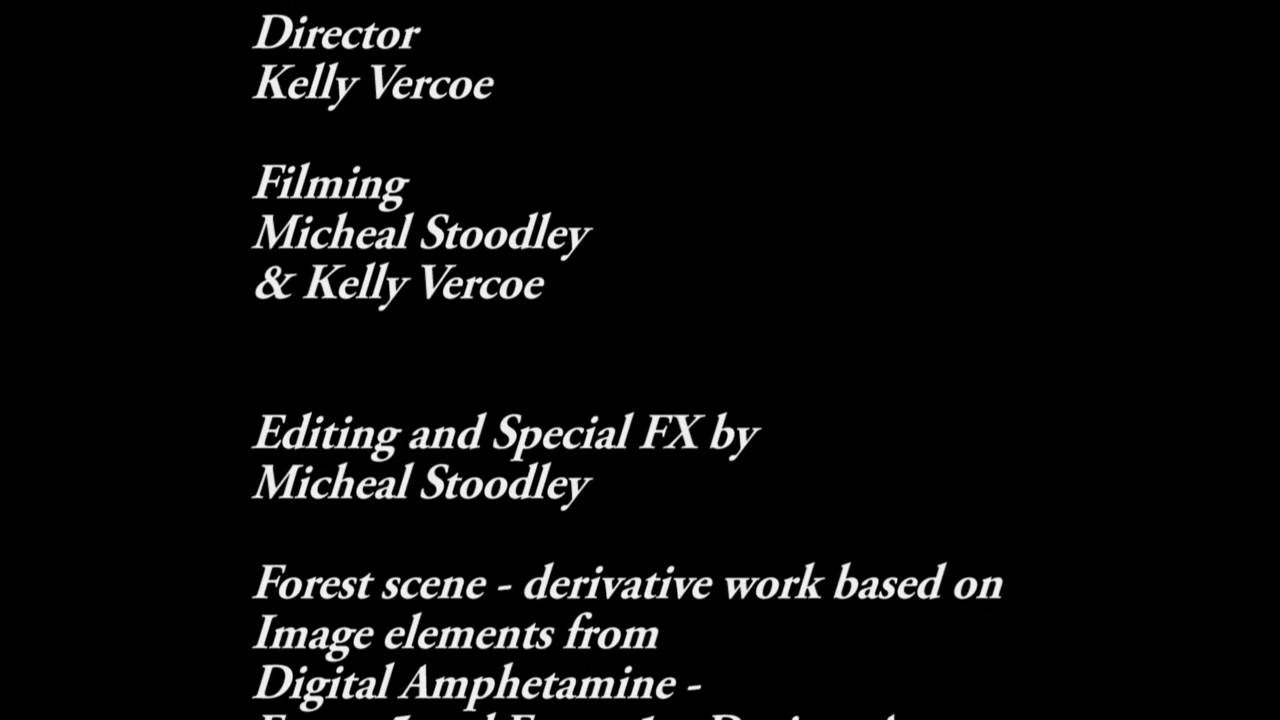 Director
Kelly Vercoe
Filming
Micheal Stoodley
& Kelly Vercoe
Editing and Special FX by
Micheal Stoodley
Forest scene - derivative work based on
Image elements from
Digital Amphetamine -